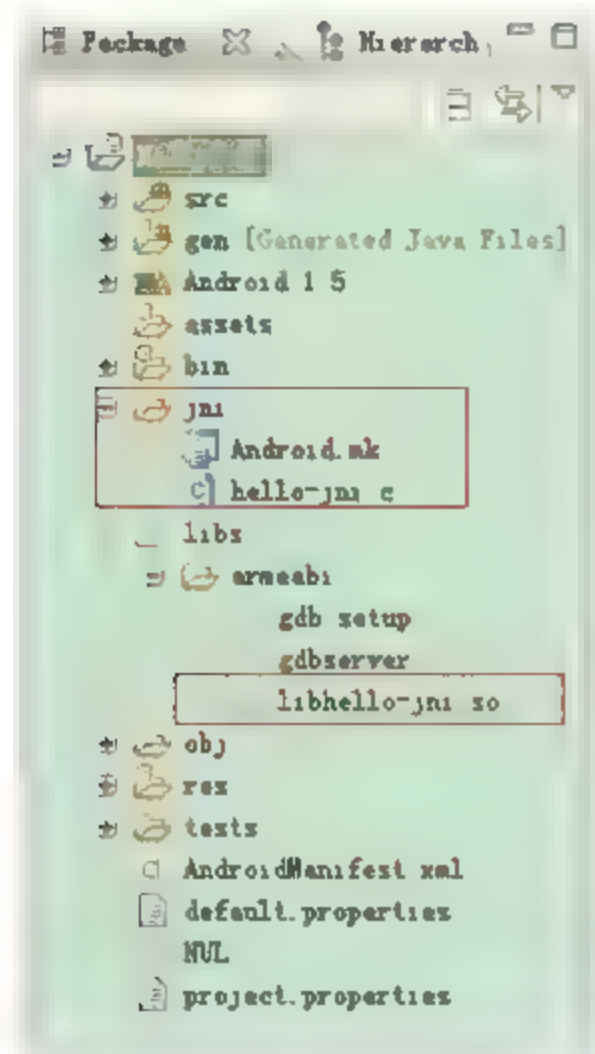 Package Hierarch
src
gen [Generated Java Files]
Android 1 5
assets
bin
jni
Android.mk
hello-jni c
libs
armeabi
gdb setup
gdbserver
libhello-jni so
obj
res
tests
AndroidManifest xml
default.properties
NUL
project.properties